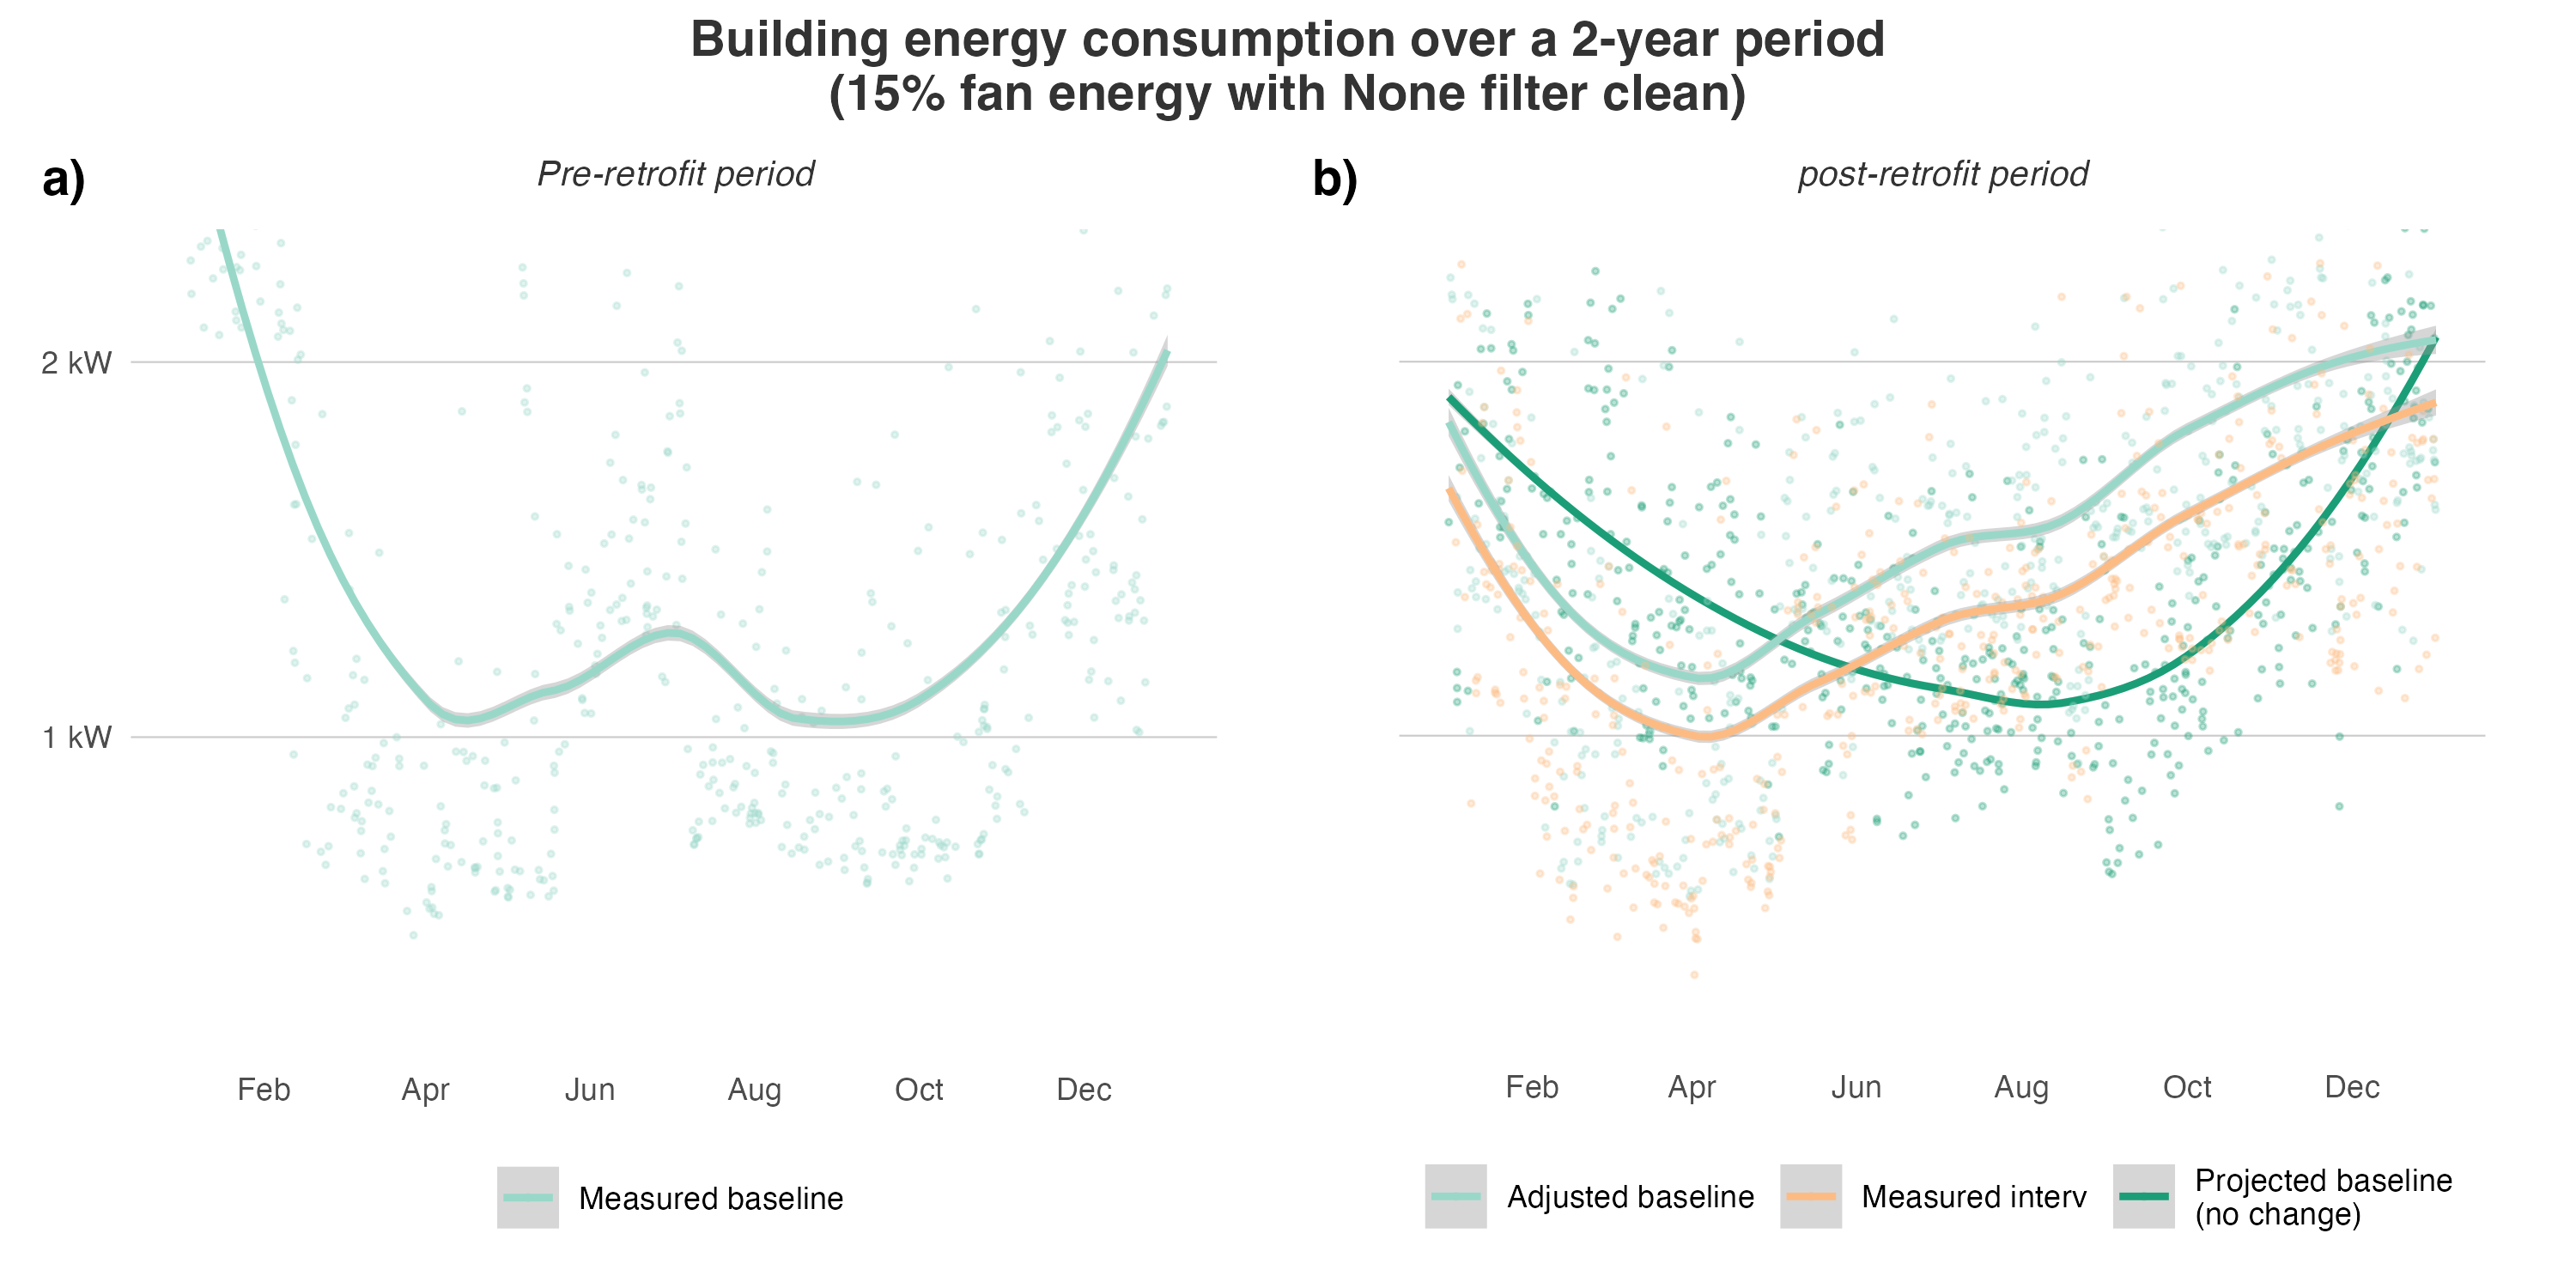 Building energy consumption over a 2-year period
(15% fan energy with None filter clean)
a)
Pre-retrofit period
b)
post-retrofit period
2 kW
1 kW
Feb Apr Jun Aug Oct Dec
Feb Apr Jun Aug Oct Dec
Measured baseline
Adjusted baseline
Measured interv
Projected baseline
(no change)